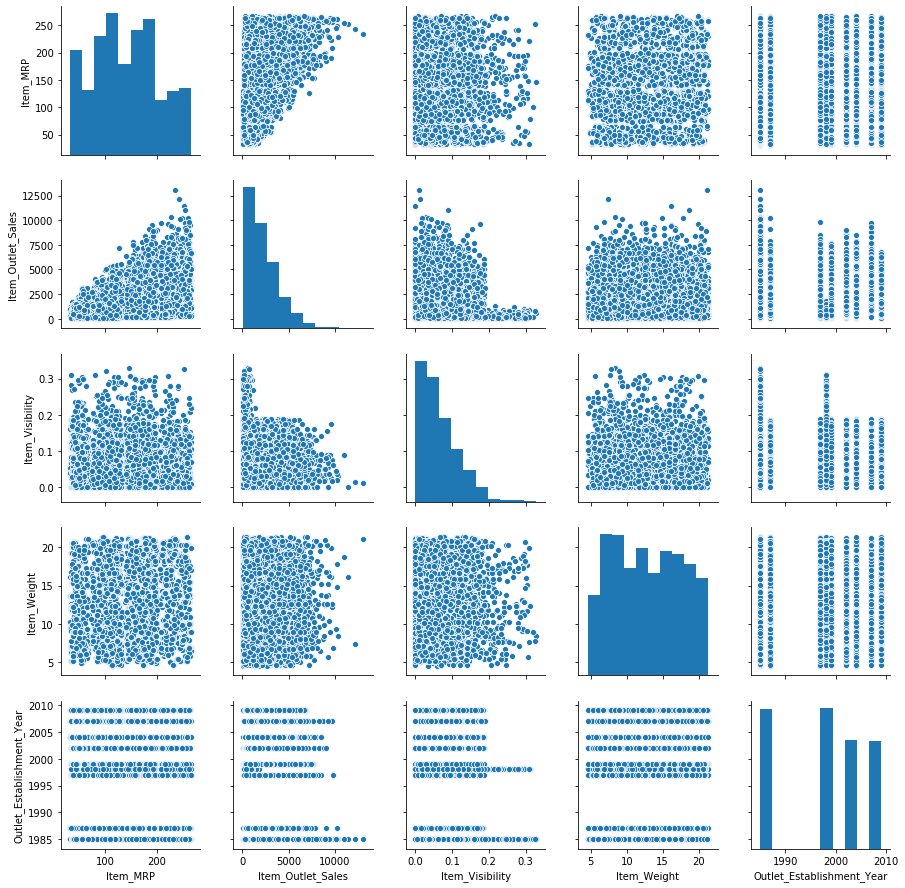 Item_MRP
250
200
150
100
50
Item_Outlet_Sales
12500
10000
7500
5000
2500
0
Item_Visibility
0.3
0.2
0.1
0.0
Item_Weight
20
15
10
5
Outlet_Establishment_Year
2010
2005
2000
1995
1990
1985
100 200
0 5000 10000
0.0 0.1 0.2 0.3
5 10 15 20
1990 2000 2010
Item_MRP
Item_Outlet_Sales
Item_Visibility
Item_Weight
Outlet_Establishment_Year